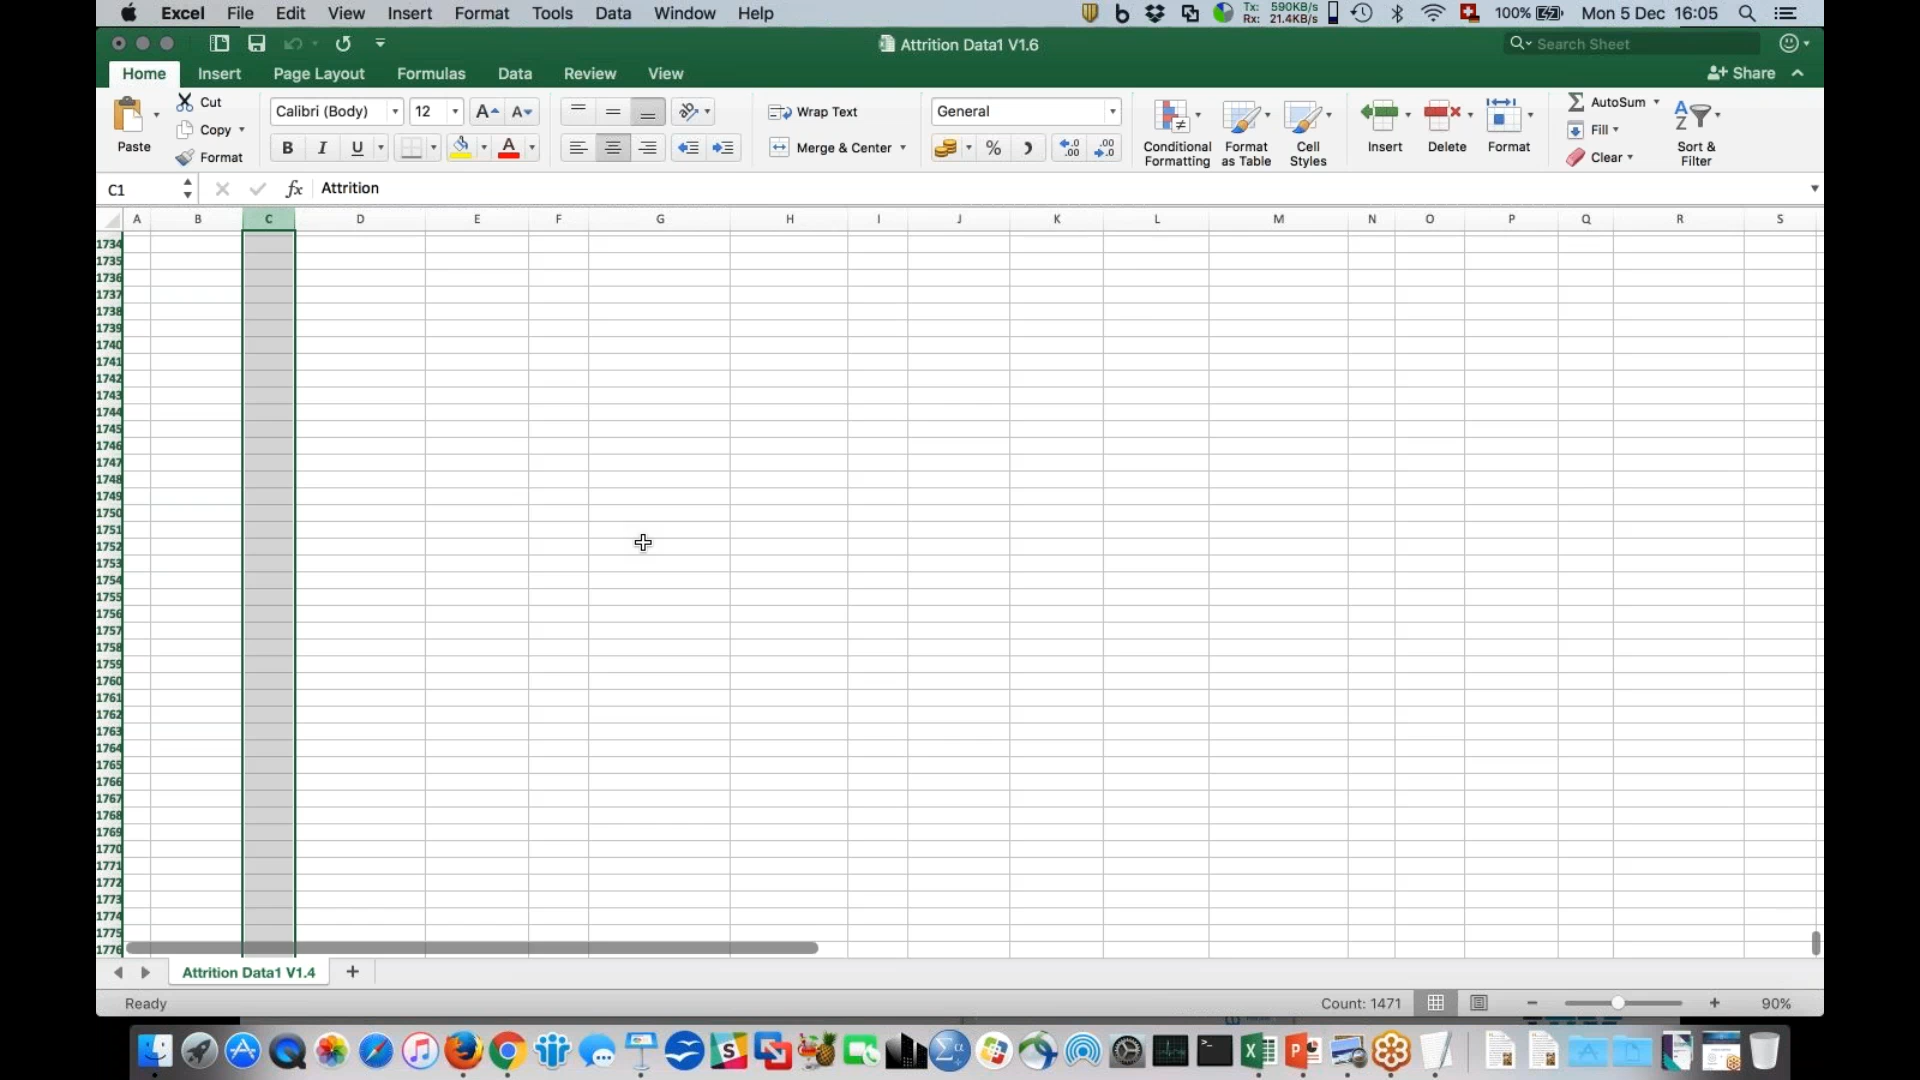 Excel File Edit View Insert Format Tools Data Window Help
Tx: 590KB/s
Rx: 21.4KB/s
100% Mon 5 Dec 16:05
Attrition Data1 V1.6
Search Sheet
Home Insert Page Layout Formulas Data Review View
Share
Paste
Cut
Copy
Format
Calibri (Body) 12
B I U
Wrap Text
Merge & Center
General
%
Conditional Formatting
Format as Table
Cell Styles
Insert
Delete
Format
AutoSum
Fill
Clear
Sort & Filter
C1 fx Attrition
A B C D E F G H I J K L M N O P Q R S
1734
1735
1736
1737
1738
1739
1740
1741
1742
1743
1744
1745
1746
1747
1748
1749
1750
1751
1752
1753
1754
1755
1756
1757
1758
1759
1760
1761
1762
1763
1764
1765
1766
1767
1768
1769
1770
1771
1772
1773
1774
1775
1776
Attrition Data1 V1.4
Ready
Count: 1471
90%